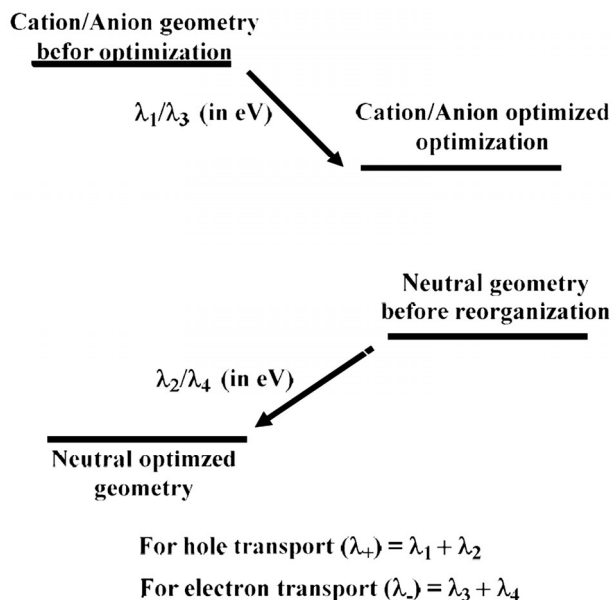 Cation/Anion geometry
befor optimization
λ₁/λ₃ (in eV)
Cation/Anion optimized
optimization
Neutral geometry
before reorganization
λ₂/λ₄ (in eV)
Neutral optimzed
geometry
For hole transport (λ₊) = λ₁ + λ₂
For electron transport (λ₋) = λ₃ + λ₄